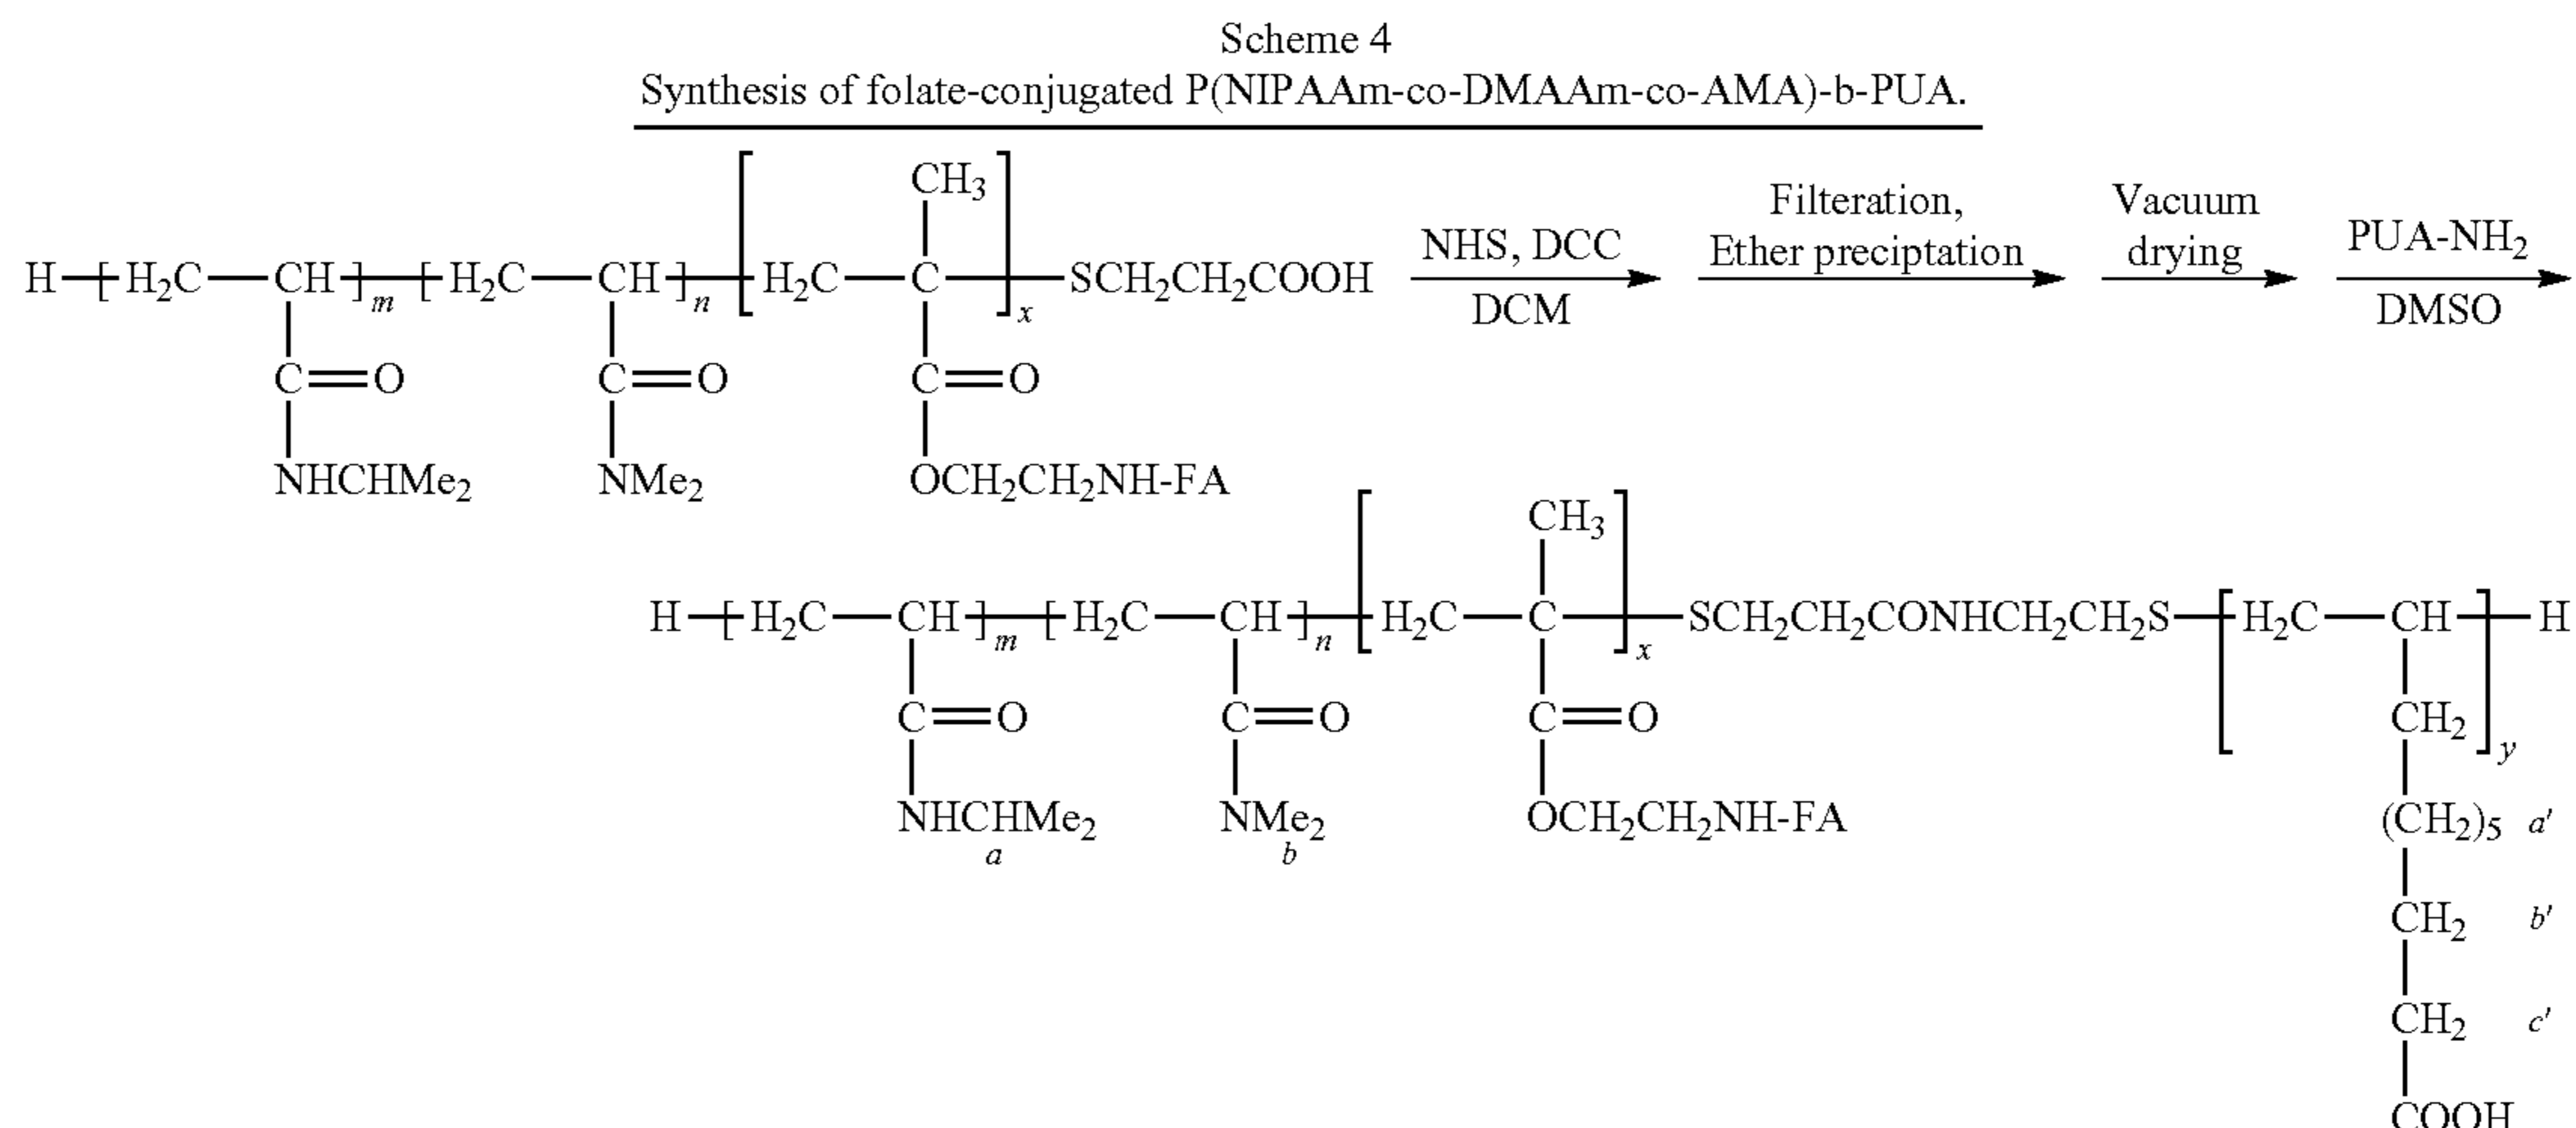 Scheme 4
Synthesis of folate-conjugated P(NIPAAm-co-DMAAm-co-AMA)-b-PUA.
CH₃
Filteration, Vacuum
NHS, DCC Ether preciptation drying PUA-NH₂
H—[H₂C—CH]ₘ—[H₂C—CH]ₙ—[H₂C—C]ₓ—SCH₂CH₂COOH
DCM DMSO
C=O C=O C=O
NHCHMe₂ NMe₂ OCH₂CH₂NH-FA
CH₃
H—[H₂C—CH]ₘ—[H₂C—CH]ₙ—[H₂C—C]ₓ—SCH₂CH₂CONHCH₂CH₂S—[H₂C—CH]y—H
C=O C=O C=O CH₂
NHCHMe₂ NMe₂ OCH₂CH₂NH-FA (CH₂)₅ a'
a b
CH₂ b'
CH₂ c'
COOH